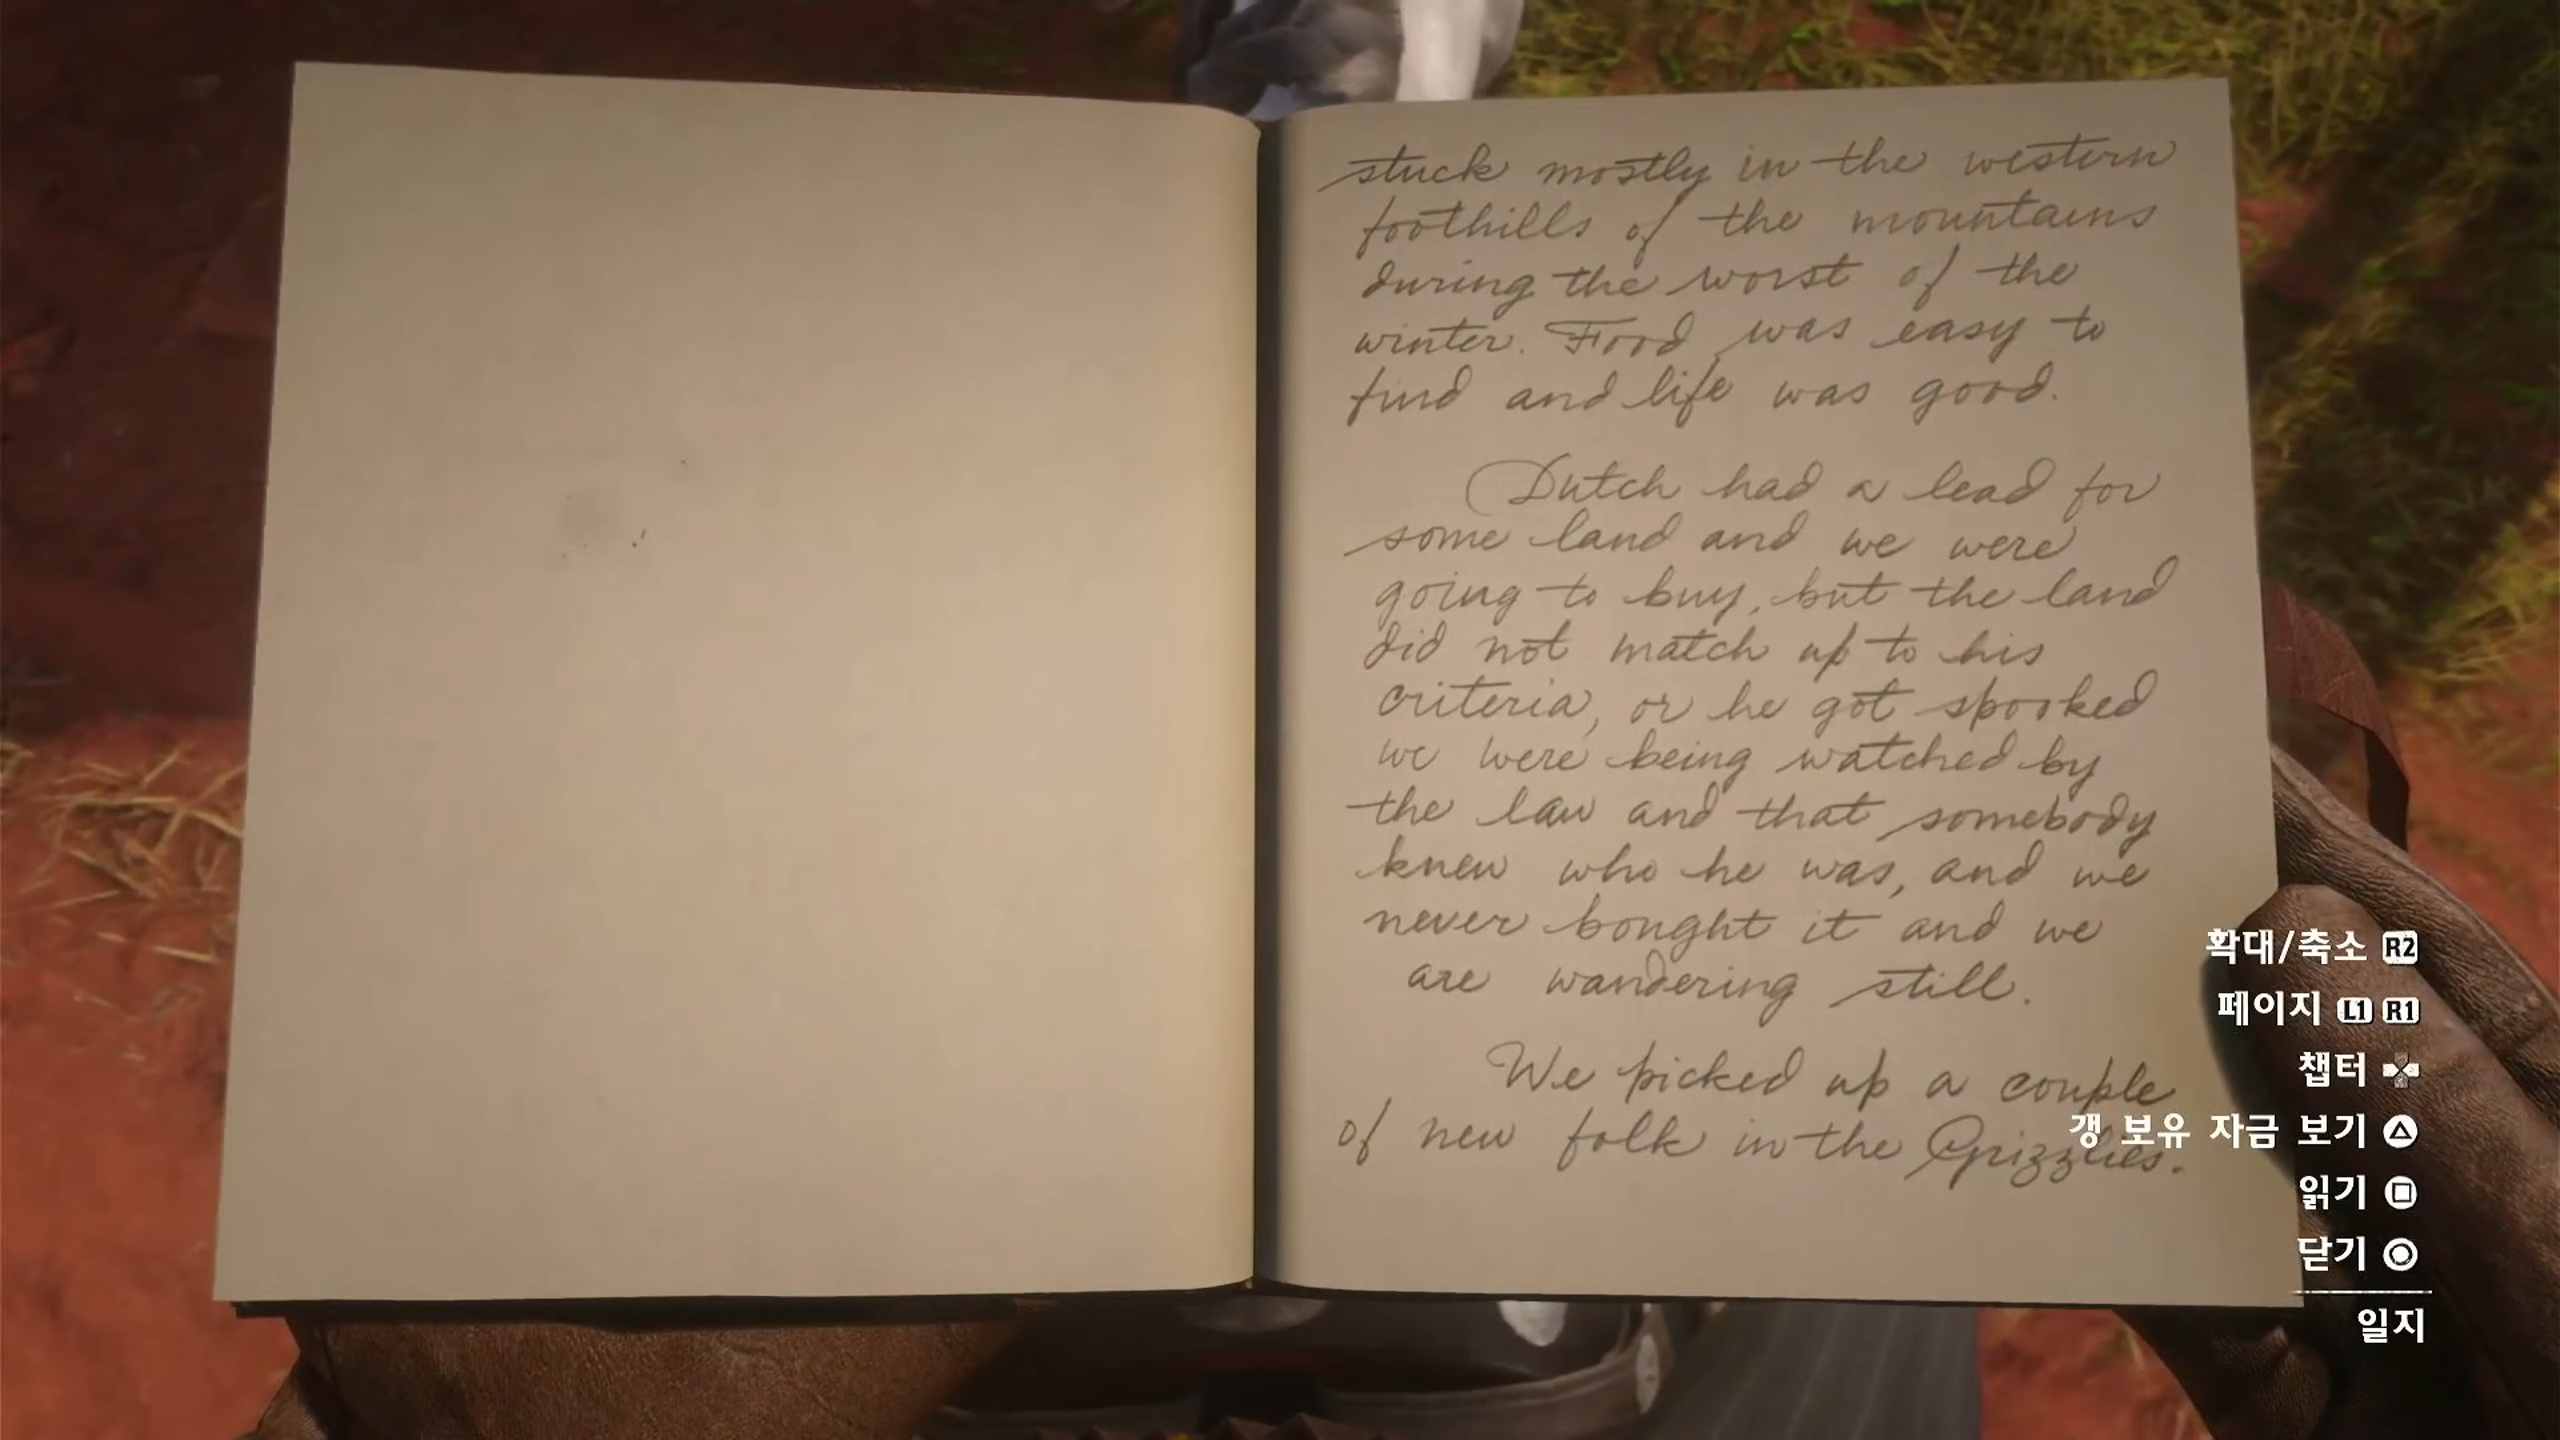 stuck mostly in the western
foothills of the mountains
during the worst of the
winter. Food was easy to
find and life was good.
Dutch had a lead for
some land and we were
going to buy, but the land
did not match up to his
criteria, or he got spooked
we were being watched by
the law and that somebody
knew who he was, and we
never bought it and we
are wandering still.
We picked up a couple
of new folk in the Grizzlies.
확대/축소 R2
페이지 L1 R1
챕터
갱 보유 자금 보기
읽기
닫기
일지